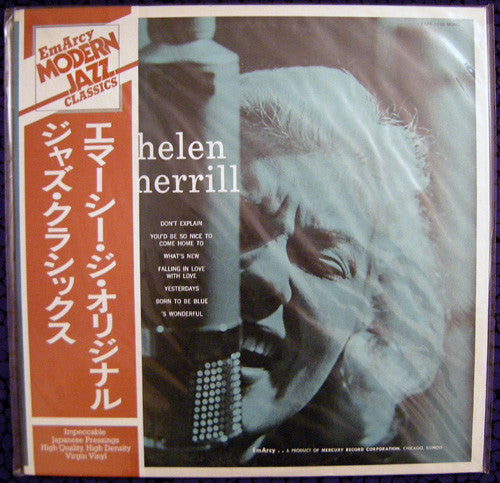 EmArcy
MODERN
JAZZ
CLASSICS
エマーシー・ジ・オリジナル
ジャズ・クラシックス
Impeccable
Japanese Pressings
High Quality, High Density
Virgin Vinyl
helen
merrill
DON'T EXPLAIN
YOU'D BE SO NICE TO
COME HOME TO
WHAT'S NEW
FALLING IN LOVE
WITH LOVE
YESTERDAYS
BORN TO BE BLUE
'S WONDERFUL
EmArcy . . A PRODUCT OF MERCURY RECORD CORPORATION, CHICAGO, ILLINOIS